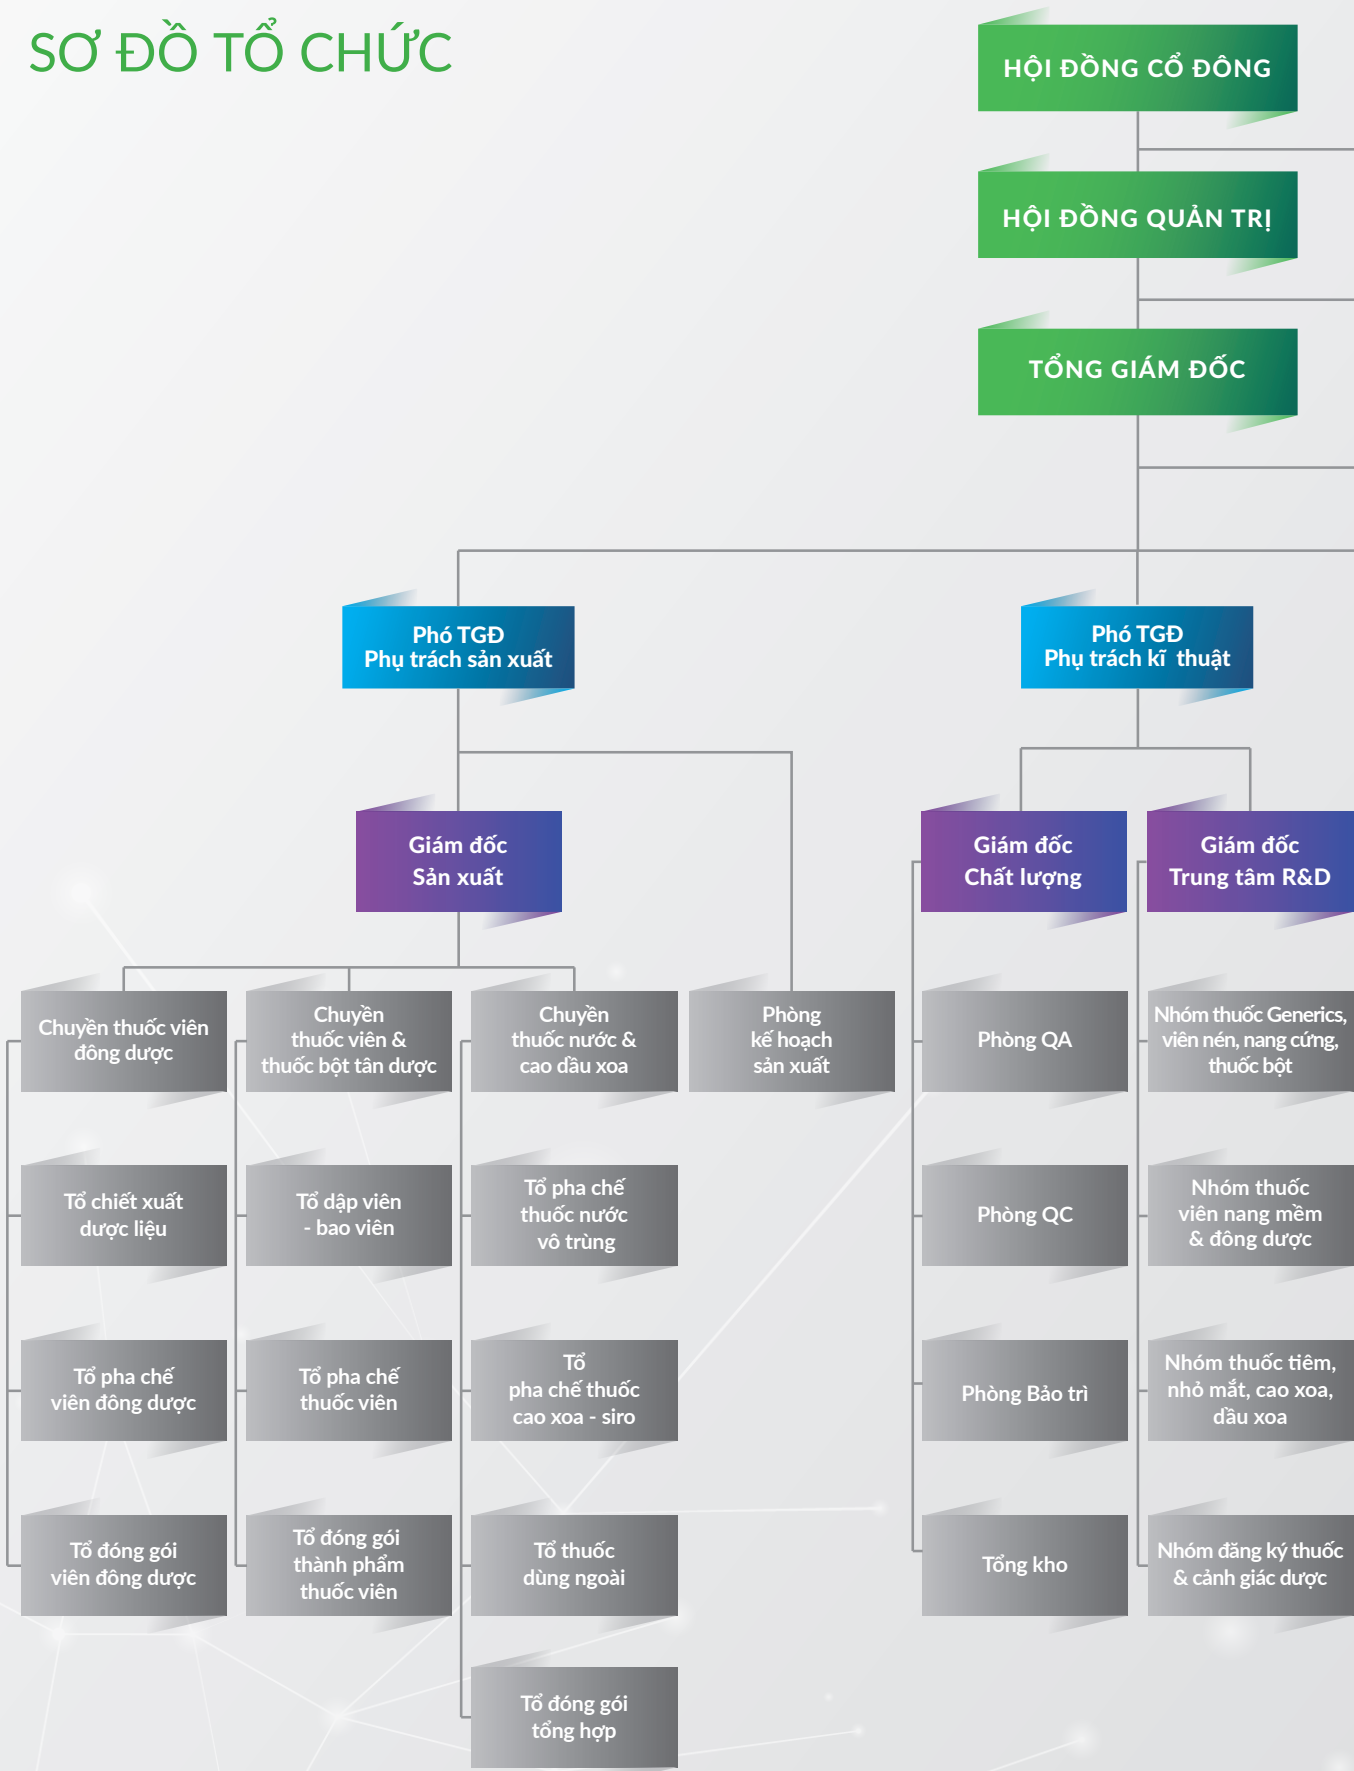 SƠ ĐỒ TỔ CHỨC
HỘI ĐỒNG CỔ ĐÔNG
HỘI ĐỒNG QUẢN TRỊ
TỔNG GIÁM ĐỐC
Phó TGĐ
Phụ trách sản xuất
Phó TGĐ
Phụ trách kĩ thuật
Giám đốc
Sản xuất
Giám đốc
Chất lượng
Giám đốc
Trung tâm R&D
Chuyền thuốc viên
đông dược
Chuyền
thuốc viên &
thuốc bột tân dược
Chuyền
thuốc nước &
cao dầu xoa
Phòng
kế hoạch
sản xuất
Phòng QA
Nhóm thuốc Generics,
viên nén, nang cứng,
thuốc bột
Tổ chiết xuất
dược liệu
Tổ dập viên
- bao viên
Tổ pha chế
thuốc nước
vô trùng
Phòng QC
Nhóm thuốc
viên nang mềm
& đông dược
Tổ pha chế
viên đông dược
Tổ pha chế
thuốc viên
Tổ
pha chế thuốc
cao xoa - siro
Phòng Bảo trì
Nhóm thuốc tiêm,
nhỏ mắt, cao xoa,
dầu xoa
Tổ đóng gói
viên đông dược
Tổ đóng gói
thành phẩm
thuốc viên
Tổ thuốc
dùng ngoài
Tổng kho
Nhóm đăng ký thuốc
& cảnh giác dược
Tổ đóng gói
tổng hợp